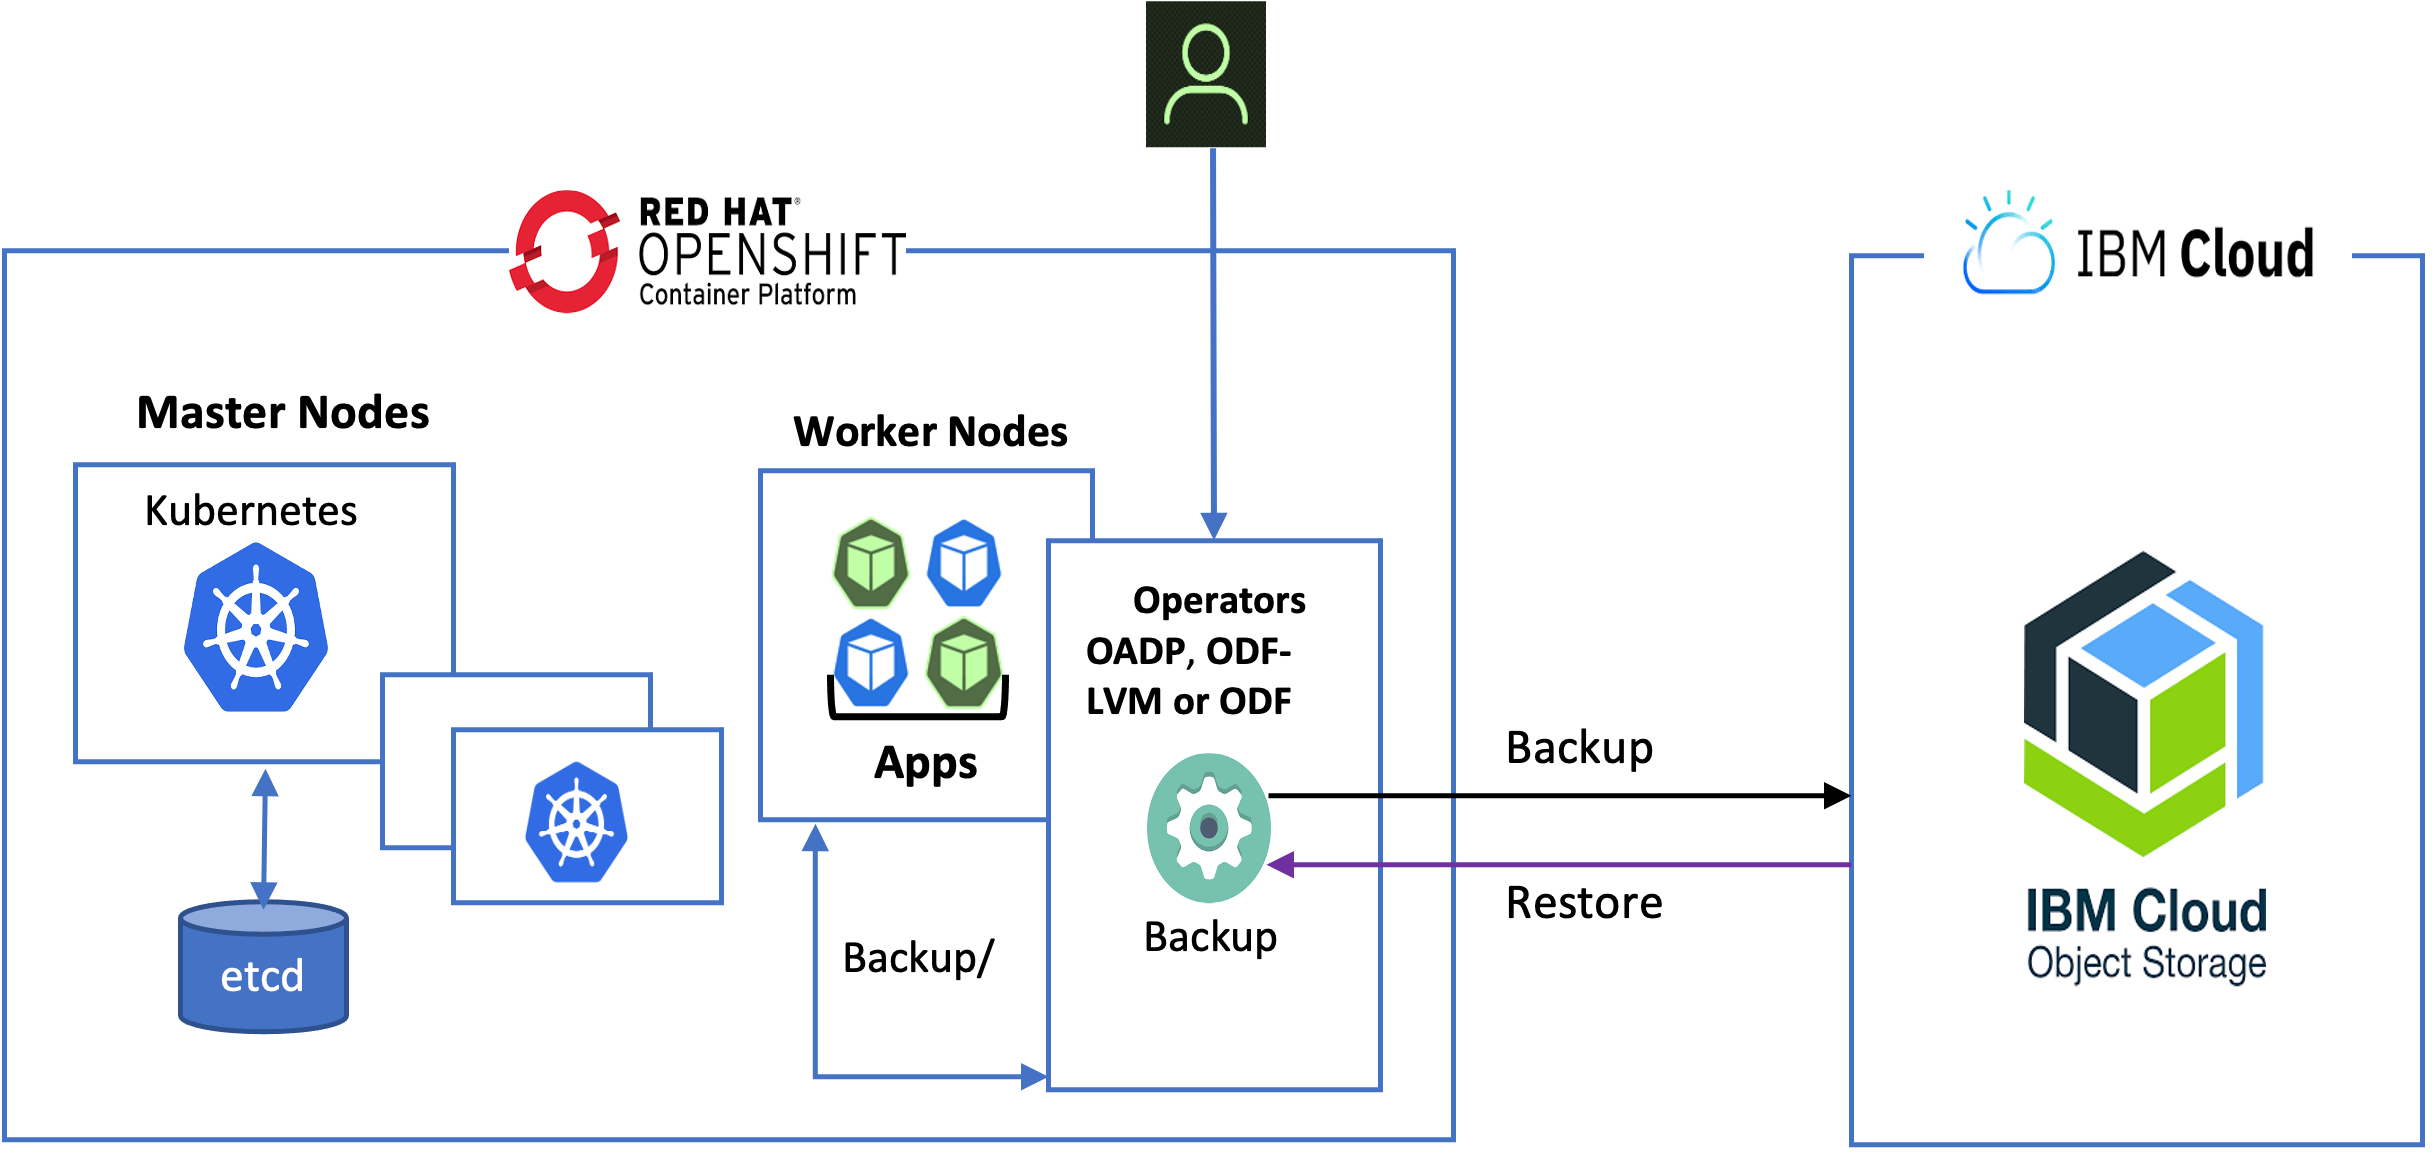 RED HAT®
OPENSHIFT
Container Platform
IBM Cloud
Master Nodes
Kubernetes
etcd
Worker Nodes
Apps
Backup/
Operators
OADP, ODF-
LVM or ODF
Backup
Backup
Restore
IBM Cloud
Object Storage